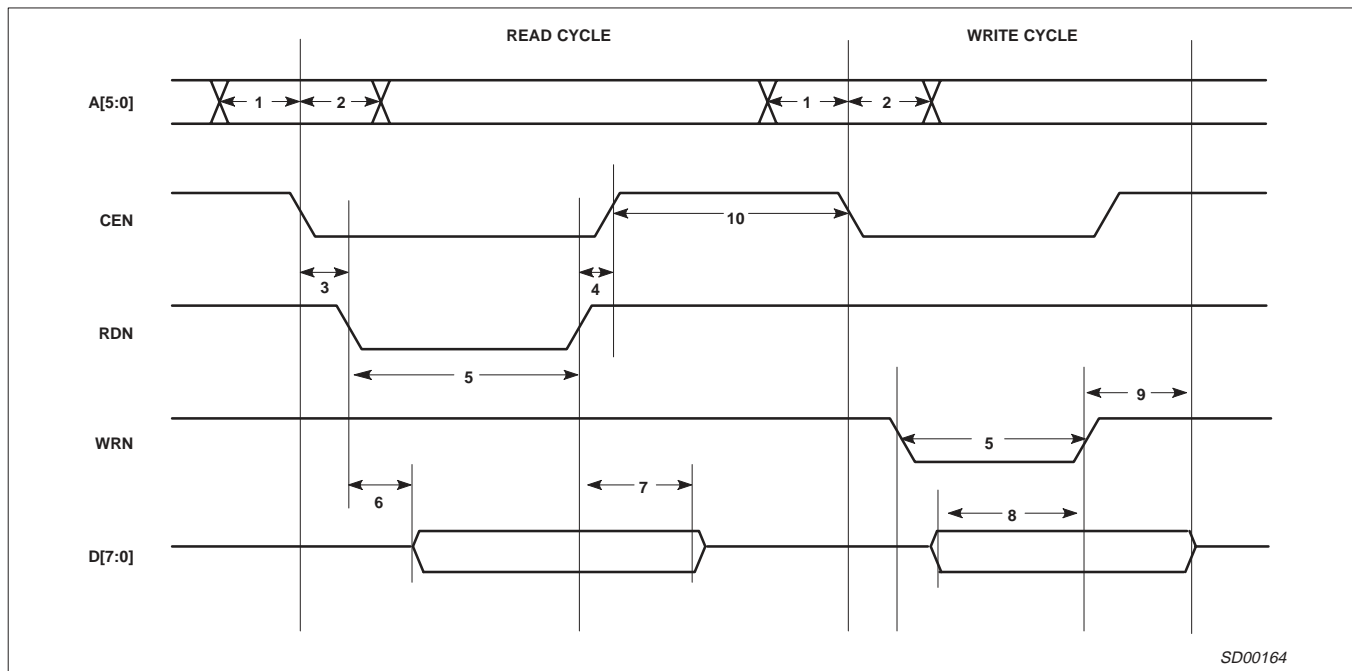 READ CYCLE WRITE CYCLE
A[5:0] 1 2 1 2
CEN 10
3 4
RDN
5
9
WRN 5
6 7
8
D[7:0]
SD00164